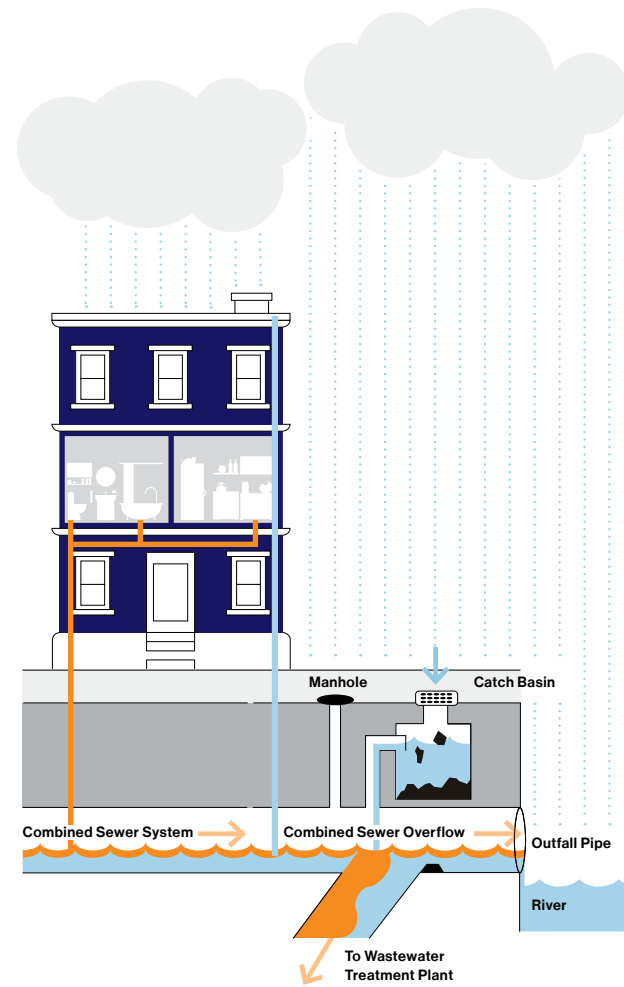 Manhole
Catch Basin
Combined Sewer System
Combined Sewer Overflow
Outfall Pipe
River
To Wastewater
Treatment Plant